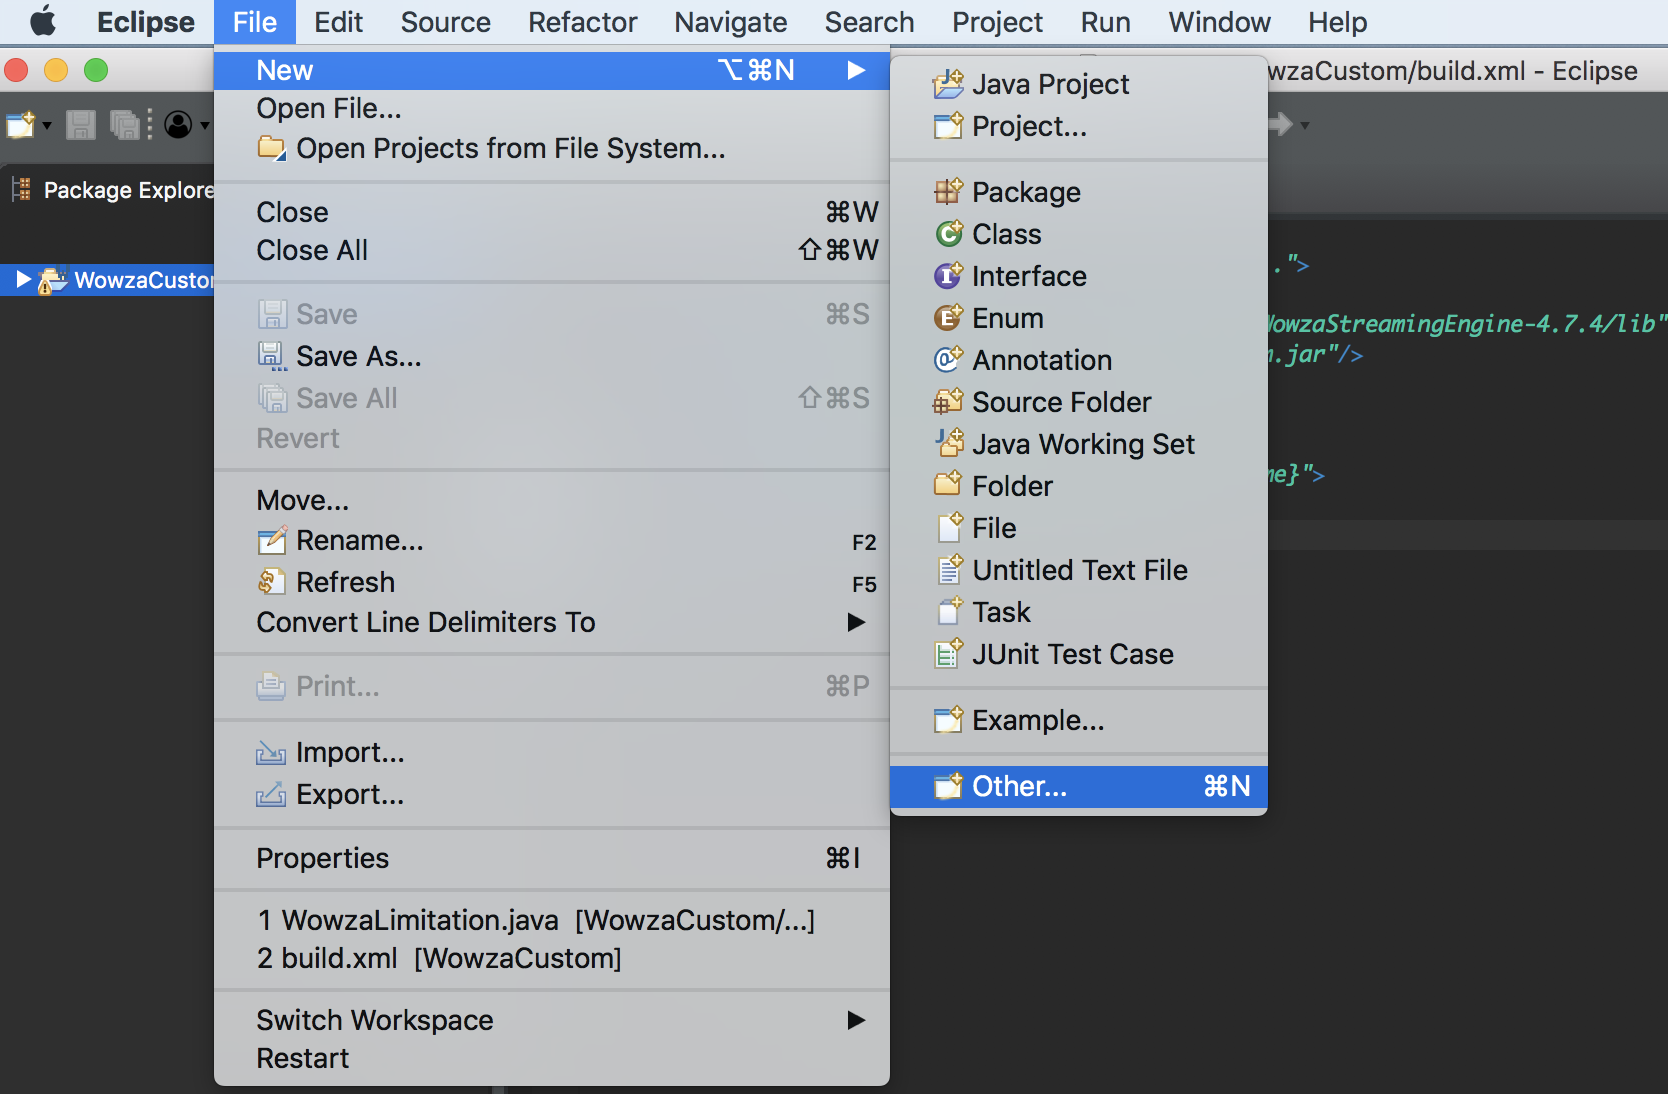 Eclipse File Edit Source Refactor Navigate Search Project Run Window Help
wzaCustom/build.xml - Eclipse
Package Explore
WowzaCusto
New ⌥⌘N ▶
Open File...
Open Projects from File System...
Close ⌘W
Close All ⇧⌘W
Save ⌘S
Save As...
Save All ⇧⌘S
Revert
Move...
Rename... F2
Refresh F5
Convert Line Delimiters To ▶
Print... ⌘P
Import...
Export...
Properties ⌘I
1 WowzaLimitation.java [WowzaCustom/...]
2 build.xml [WowzaCustom]
Switch Workspace ▶
Restart
Java Project
Project...
Package
Class
Interface
Enum
Annotation
Source Folder
Java Working Set
Folder
File
Untitled Text File
Task
JUnit Test Case
Example...
Other... ⌘N
.">
WowzaStreamingEngine-4.7.4/lib"
.jar"/>
me}">